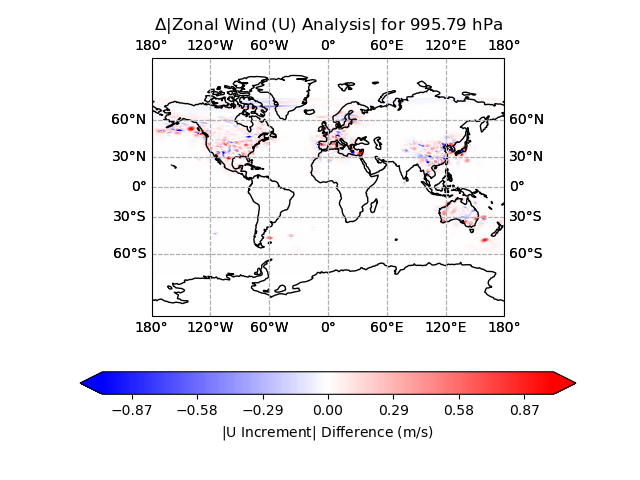 Δ|Zonal Wind (U) Analysis| for 995.79 hPa
180° 120°W 60°W 0° 60°E 120°E 180°
60°N 60°N
30°N 30°N
0° 0°
30°S 30°S
60°S 60°S
180° 120°W 60°W 0° 60°E 120°E 180°
−0.87 −0.58 −0.29 0.00 0.29 0.58 0.87
|U Increment| Difference (m/s)